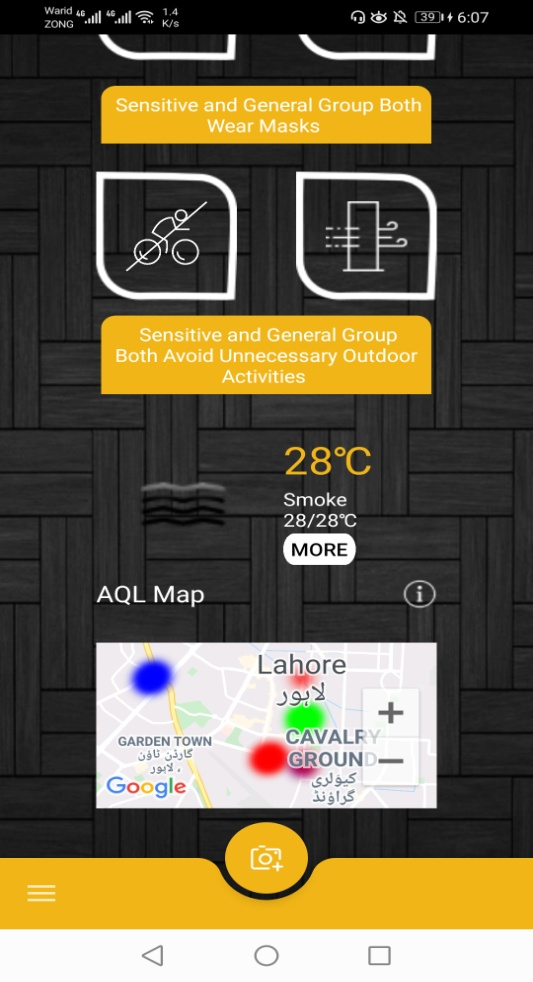 Warid 4G 4G 1.4
ZONG K/s
39 6:07
Sensitive and General Group Both
Wear Masks
Sensitive and General Group
Both Avoid Unnecessary Outdoor
Activities
28°C
Smoke
28/28°C
MORE
AQL Map
i
Lahore
لاہور
+
CAVALRY
GROUND
کیولری
گراؤنڈ
−
GARDEN TOWN
گارڈن ٹاؤن
، لاہور
Google